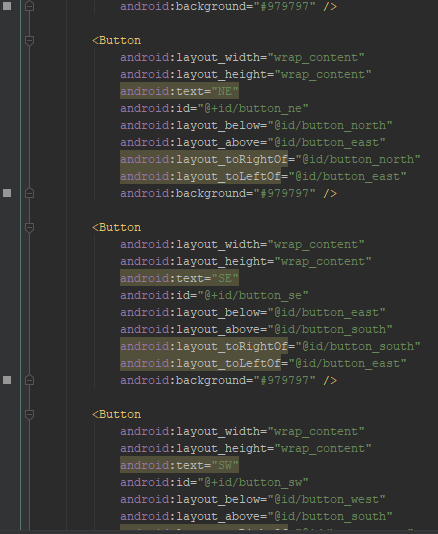 android:background="#979797" />
<Button
android:layout_width="wrap_content"
android:layout_height="wrap_content"
android:text="NE"
android:id="@+id/button_ne"
android:layout_below="@id/button_north"
android:layout_above="@id/button_east"
android:layout_toRightOf="@id/button_north"
android:layout_toLeftOf="@id/button_east"
android:background="#979797" />
<Button
android:layout_width="wrap_content"
android:layout_height="wrap_content"
android:text="SE"
android:id="@+id/button_se"
android:layout_below="@id/button_east"
android:layout_above="@id/button_south"
android:layout_toRightOf="@id/button_south"
android:layout_toLeftOf="@id/button_east"
android:background="#979797" />
<Button
android:layout_width="wrap_content"
android:layout_height="wrap_content"
android:text="SW"
android:id="@+id/button_sw"
android:layout_below="@id/button_west"
android:layout_above="@id/button_south"